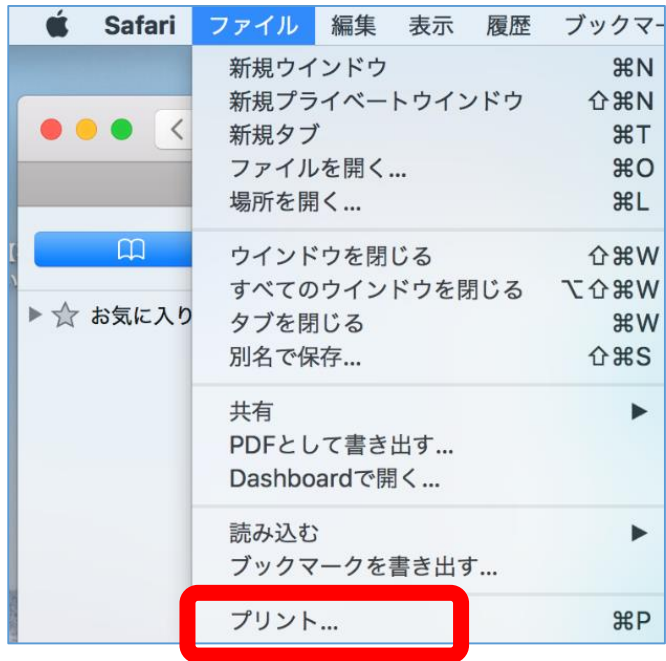 Safari ファイル 編集 表示 履歴 ブックマー
新規ウインドウ ⌘N
新規プライベートウインドウ ⇧⌘N
新規タブ ⌘T
ファイルを開く... ⌘O
場所を開く... ⌘L
ウインドウを閉じる ⇧⌘W
すべてのウインドウを閉じる ⌥⇧⌘W
お気に入り
タブを閉じる ⌘W
別名で保存... ⇧⌘S
共有 ▶
PDFとして書き出す...
Dashboardで開く...
読み込む ▶
ブックマークを書き出す...
プリント... ⌘P